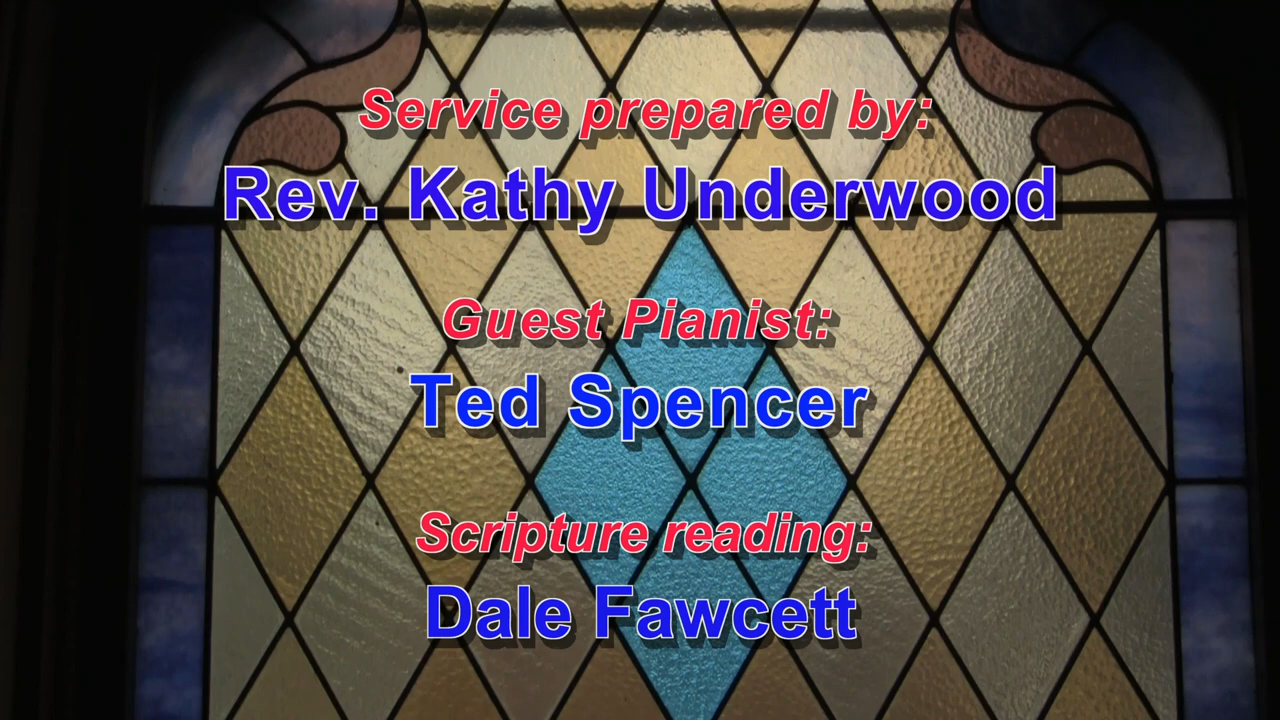 Service prepared by:
Rev. Kathy Underwood
Guest Pianist:
Ted Spencer
Scripture reading:
Dale Fawcett